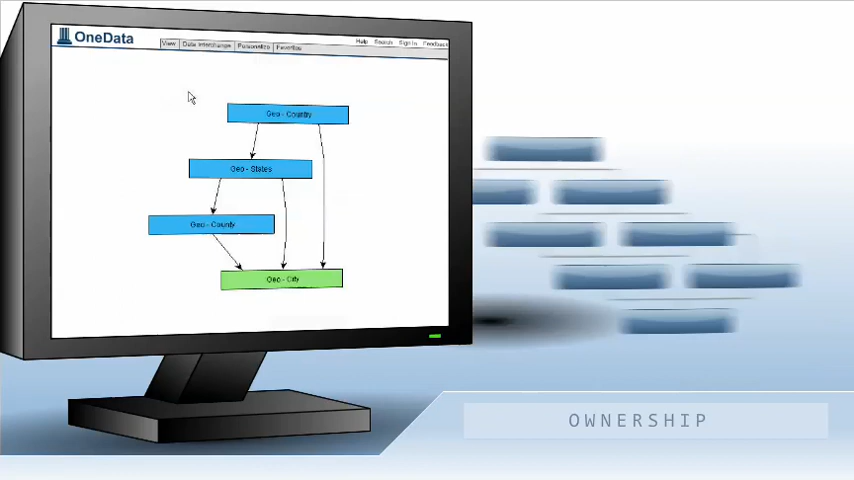 OneData
View Data Interchange Personalize Favorites
Help Search Sign In Feedback
Geo - Country
Geo - States
Geo - County
Geo - City
OWNERSHIP